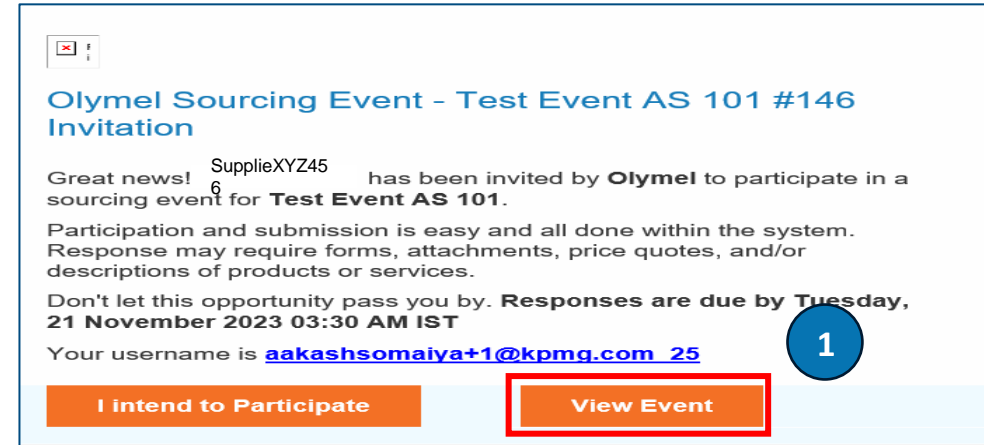 Olymel Sourcing Event - Test Event AS 101 #146
Invitation
Great news! SupplieXYZ45
6 has been invited by Olymel to participate in a
sourcing event for Test Event AS 101.
Participation and submission is easy and all done within the system.
Response may require forms, attachments, price quotes, and/or
descriptions of products or services.
Don't let this opportunity pass you by. Responses are due by Tuesday,
21 November 2023 03:30 AM IST
Your username is aakashsomaiya+1@kpmg.com_25
1
I intend to Participate View Event